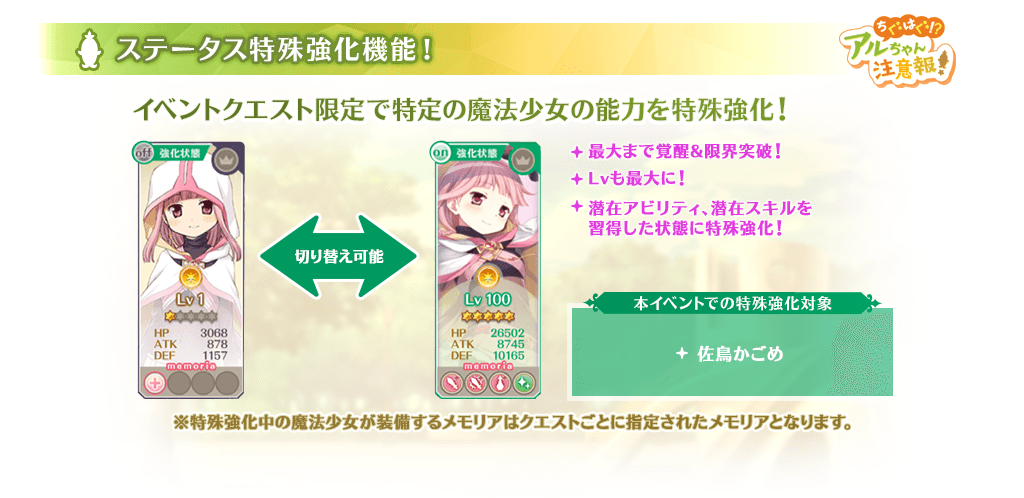 ステータス特殊強化機能！
ちぐはぐ!?
アルちゃん
注意報！
イベントクエスト限定で特定の魔法少女の能力を特殊強化！
off 強化状態
Lv 1
HP 3068
ATK 878
DEF 1157
memoria
切り替え可能
on 強化状態
Lv 100
HP 26502
ATK 8745
DEF 10165
memoria
最大まで覚醒&限界突破！
Lvも最大に！
潜在アビリティ、潜在スキルを
習得した状態に特殊強化！
本イベントでの特殊強化対象
佐鳥かごめ
※特殊強化中の魔法少女が装備するメモリアはクエストごとに指定されたメモリアとなります。